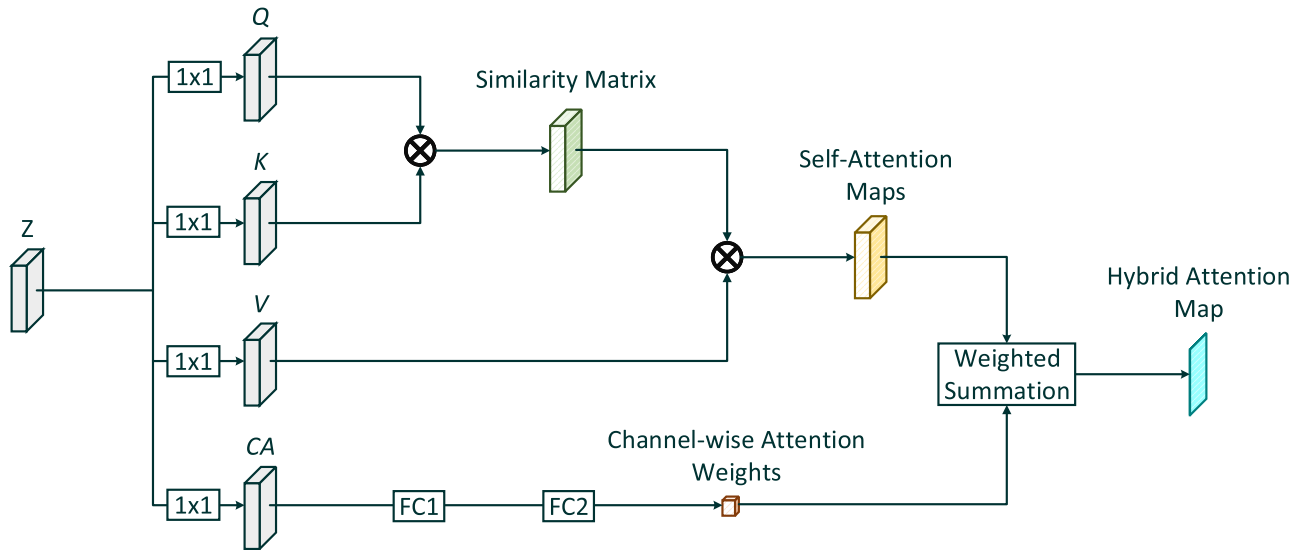 Q
1x1
Similarity Matrix
K
1x1
Self-Attention
Maps
Z
Hybrid Attention
Map
V
1x1
Weighted
Summation
CA
1x1
FC1
FC2
Channel-wise Attention
Weights